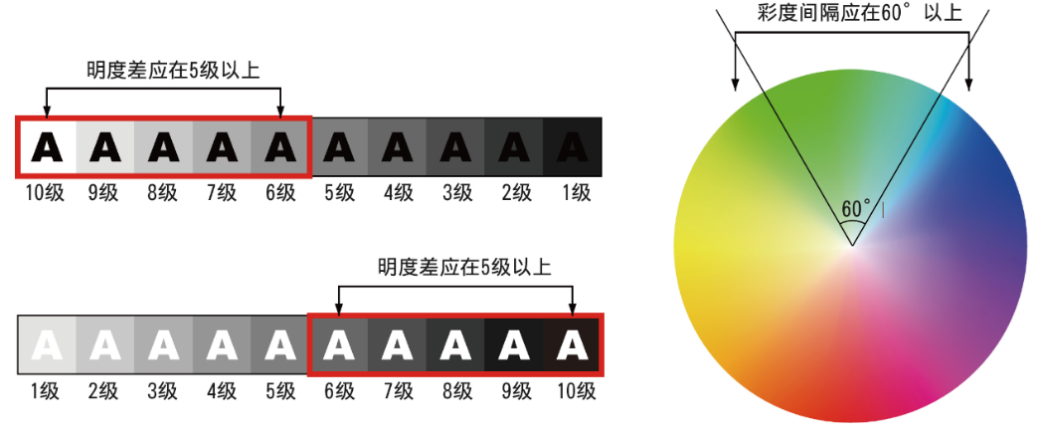 明度差应在5级以上
A A A A A A A A A A
10级 9级 8级 7级 6级 5级 4级 3级 2级 1级
明度差应在5级以上
A A A A A A A A A A
1级 2级 3级 4级 5级 6级 7级 8级 9级 10级
彩度间隔应在60° 以上
60°